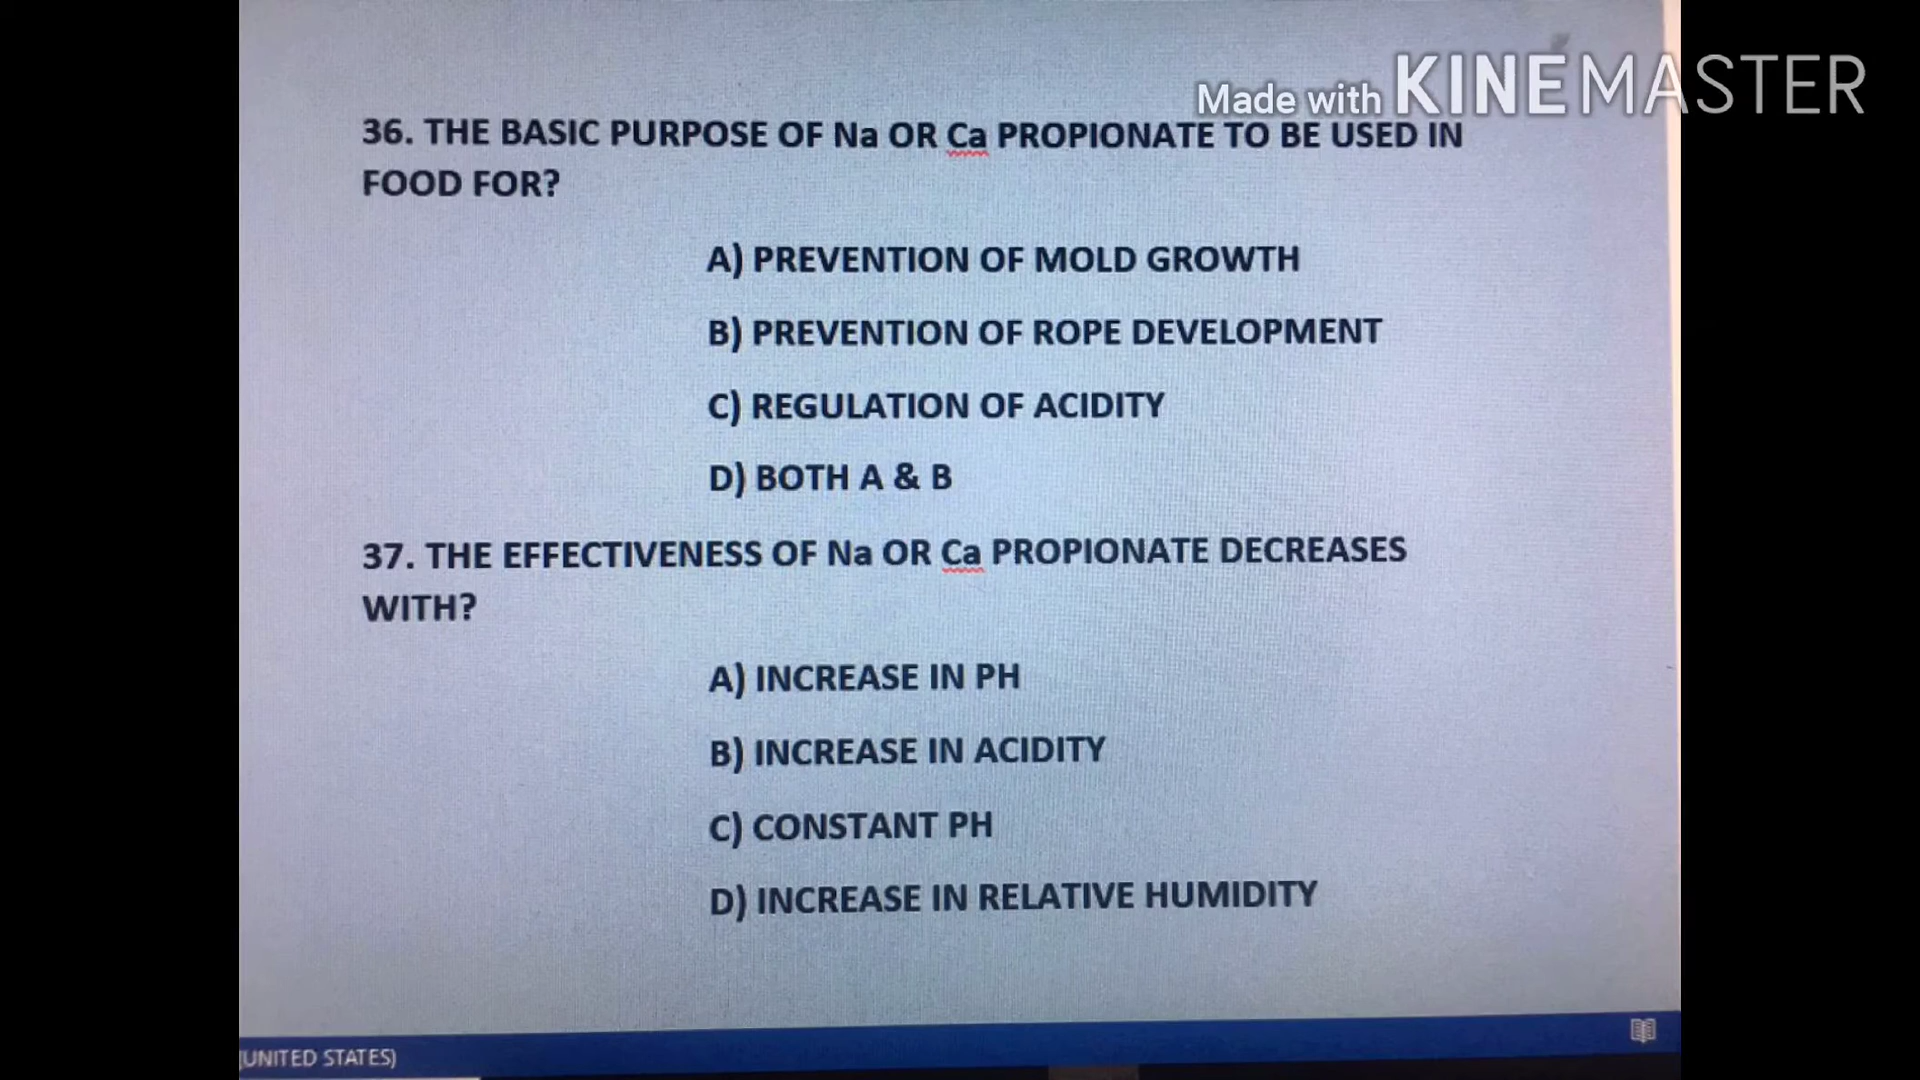 Made with KINEMASTER
36. THE BASIC PURPOSE OF Na OR Ca PROPIONATE TO BE USED IN
FOOD FOR?
A) PREVENTION OF MOLD GROWTH
B) PREVENTION OF ROPE DEVELOPMENT
C) REGULATION OF ACIDITY
D) BOTH A & B
37. THE EFFECTIVENESS OF Na OR Ca PROPIONATE DECREASES
WITH?
A) INCREASE IN PH
B) INCREASE IN ACIDITY
C) CONSTANT PH
D) INCREASE IN RELATIVE HUMIDITY
(UNITED STATES)